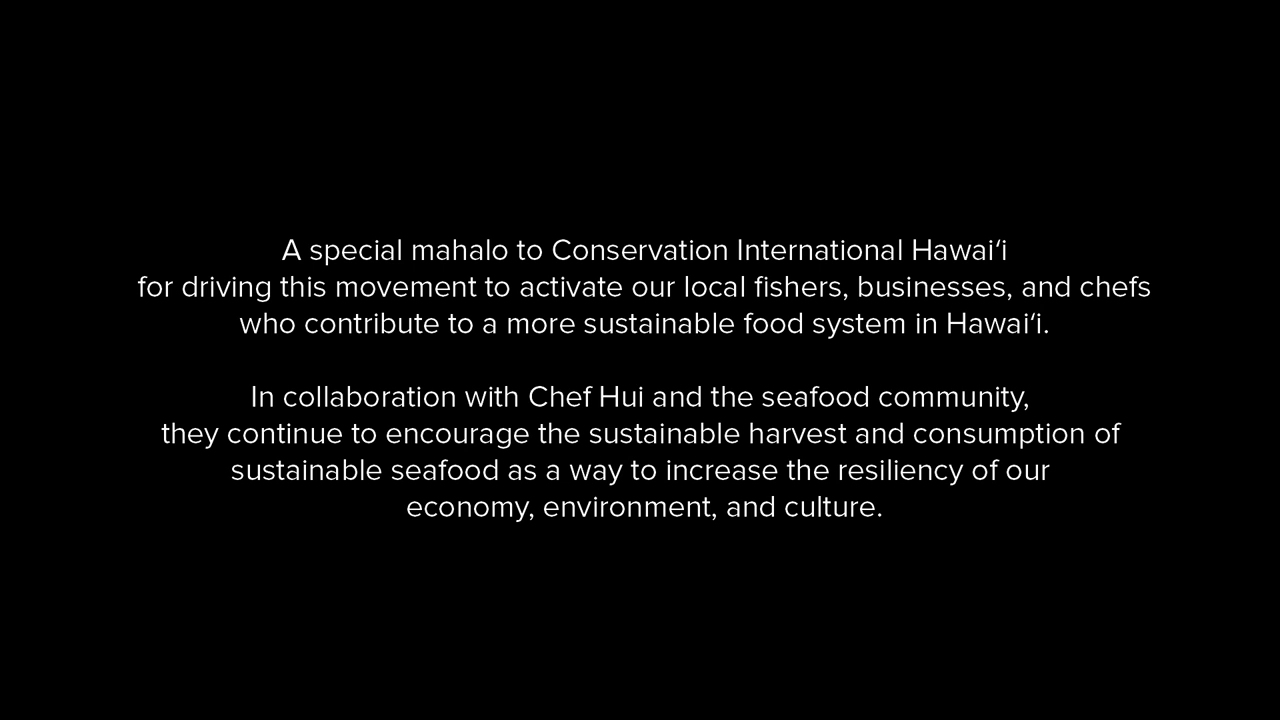 A special mahalo to Conservation International Hawaiʻi
for driving this movement to activate our local fishers, businesses, and chefs
who contribute to a more sustainable food system in Hawaiʻi.
In collaboration with Chef Hui and the seafood community,
they continue to encourage the sustainable harvest and consumption of
sustainable seafood as a way to increase the resiliency of our
economy, environment, and culture.